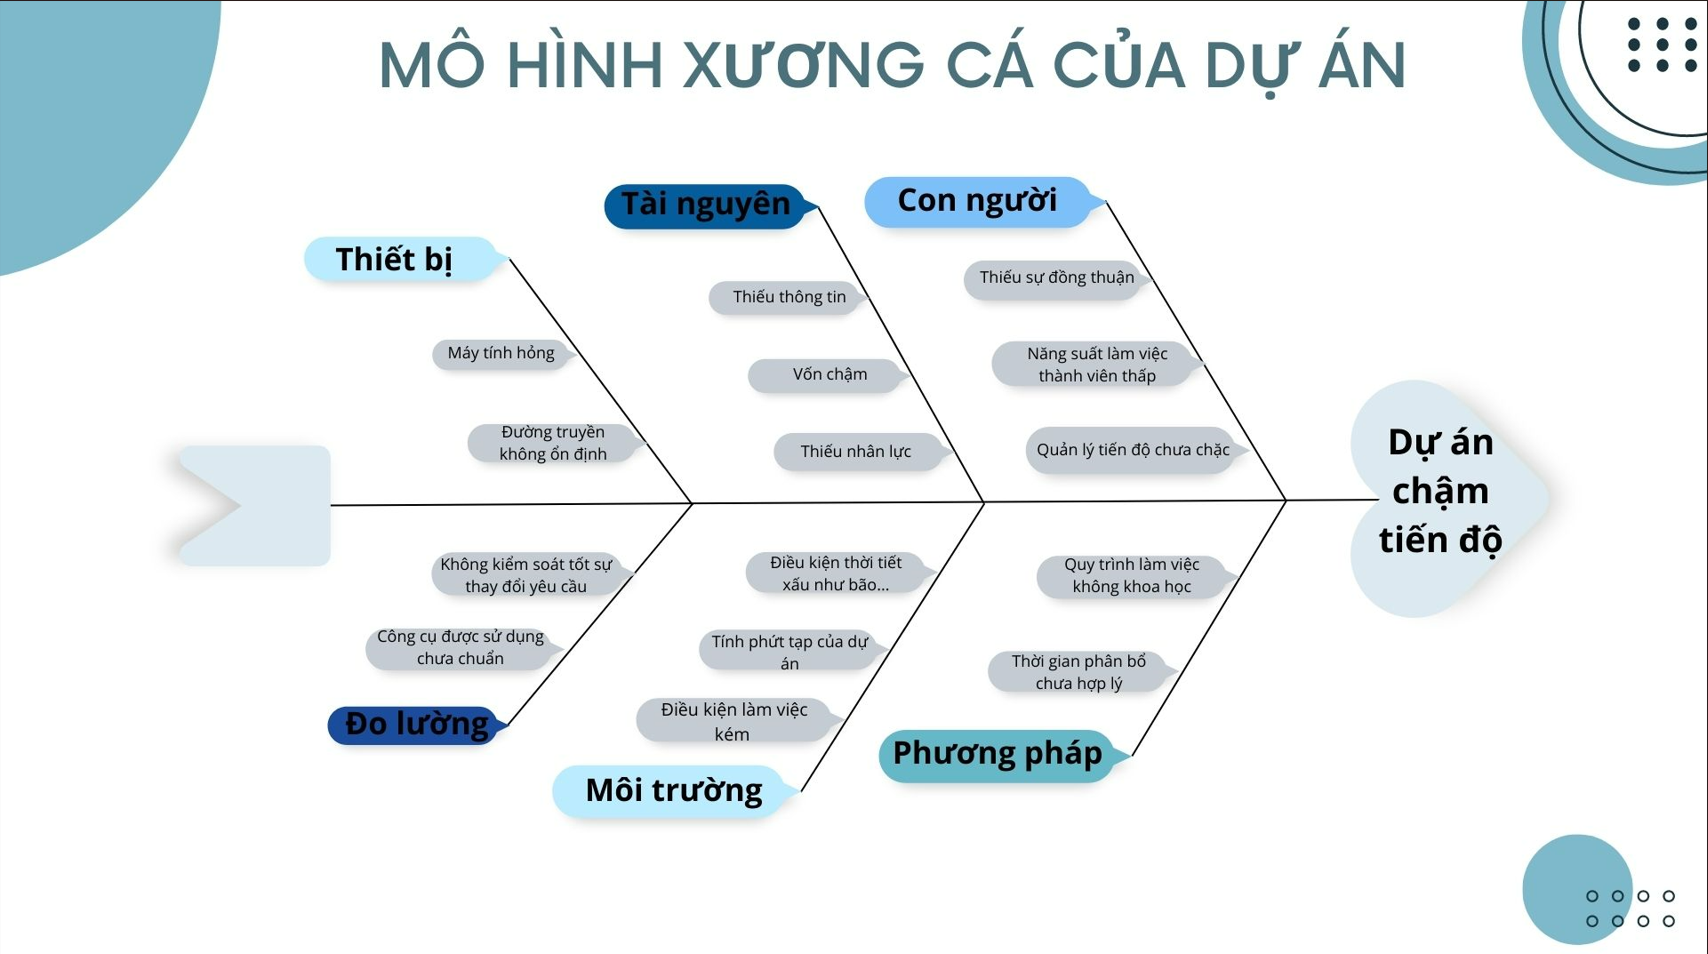 MÔ HÌNH XƯƠNG CÁ CỦA DỰ ÁN
Tài nguyên
Con người
Thiết bị
Thiếu thông tin
Thiếu sự đồng thuận
Máy tính hỏng
Vốn chậm
Năng suất làm việc
thành viên thấp
Đường truyền
không ổn định
Thiếu nhân lực
Quản lý tiến độ chưa chặc
Dự án
chậm
tiến độ
Không kiểm soát tốt sự
thay đổi yêu cầu
Điều kiện thời tiết
xấu như bão...
Quy trình làm việc
không khoa học
Công cụ được sử dụng
chưa chuẩn
Tính phứt tạp của dự
án
Thời gian phân bổ
chưa hợp lý
Đo lường
Điều kiện làm việc
kém
Môi trường
Phương pháp